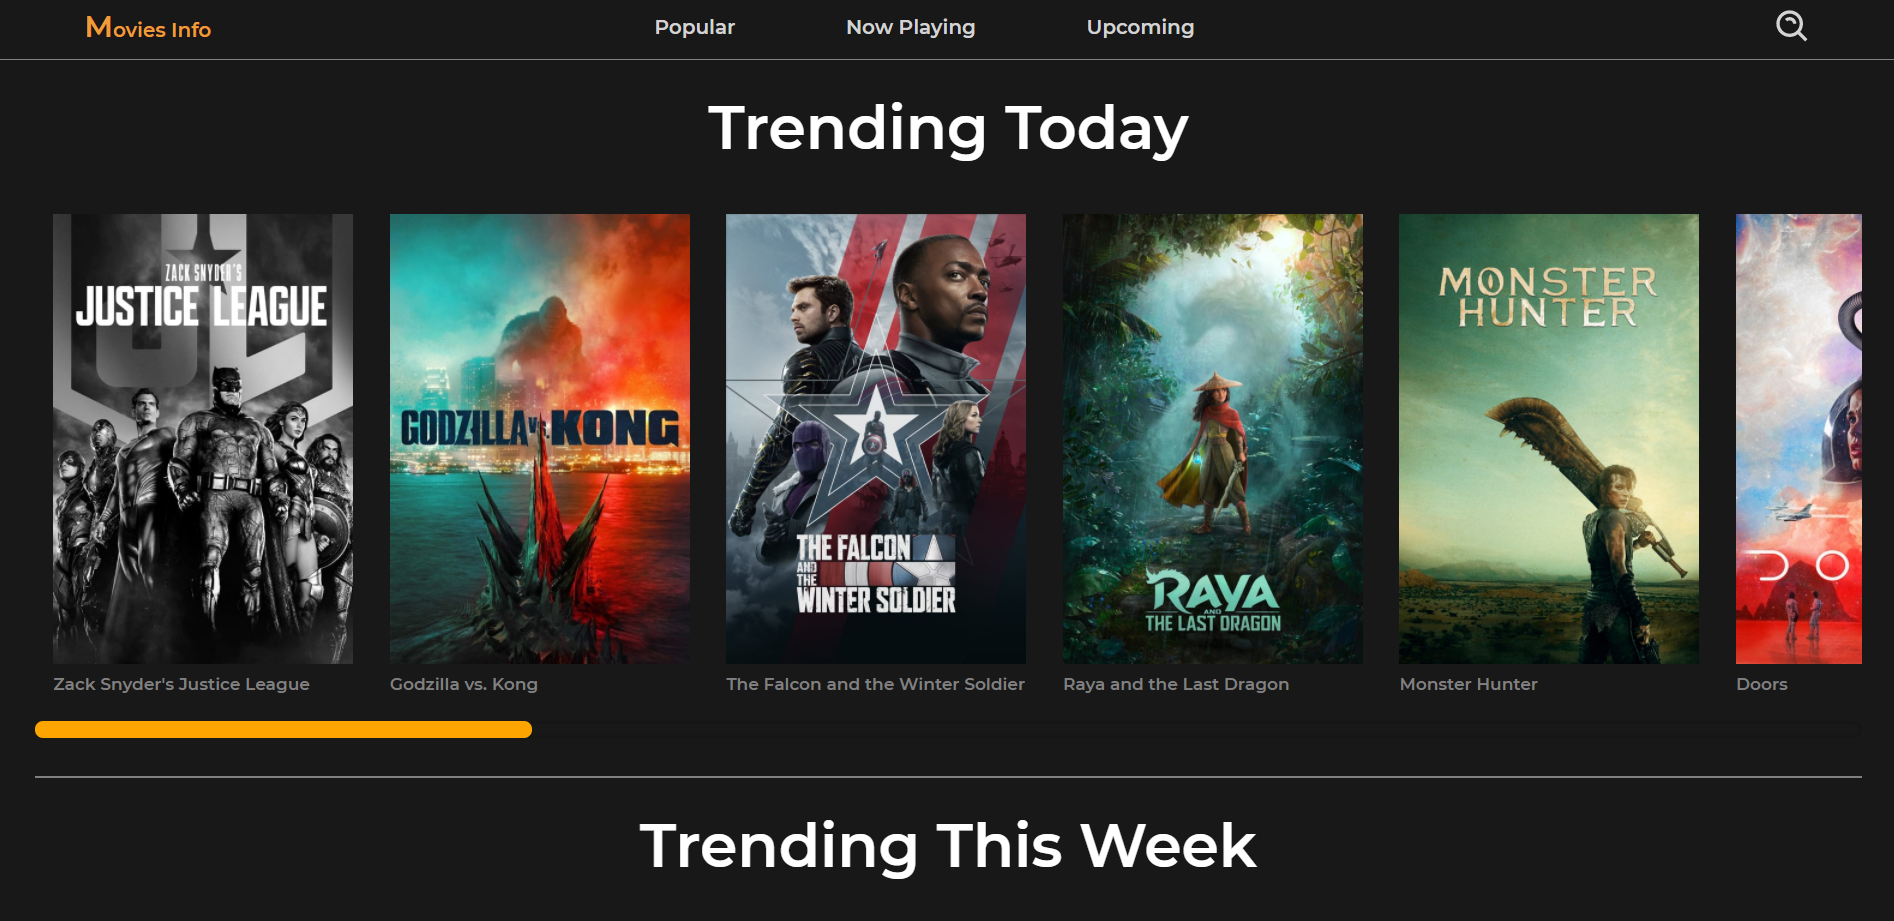 Movies Info
Popular
Now Playing
Upcoming
Trending Today
ZACK SNYDER'S
JUSTICE LEAGUE
GODZILLA VS. KONG
THE FALCON
AND THE
WINTER SOLDIER
RAYA
AND
THE LAST DRAGON
MONSTER
HUNTER
DO
Zack Snyder's Justice League
Godzilla vs. Kong
The Falcon and the Winter Soldier
Raya and the Last Dragon
Monster Hunter
Doors
Trending This Week